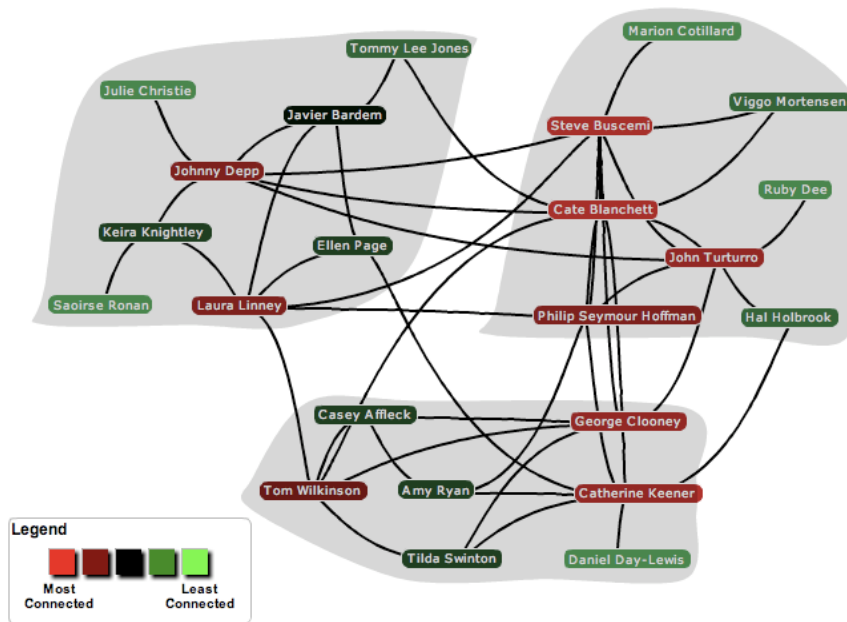 Marion Cotillard
Tommy Lee Jones
Julie Christie
Viggo Mortensen
Javier Bardem
Steve Buscemi
Johnny Depp
Ruby Dee
Cate Blanchett
Keira Knightley
Ellen Page
John Turturro
Saoirse Ronan
Laura Linney
Philip Seymour Hoffman
Hal Holbrook
Casey Affleck
George Clooney
Tom Wilkinson
Amy Ryan
Catherine Keener
Tilda Swinton
Daniel Day-Lewis
Legend
Most
Connected
Least
Connected